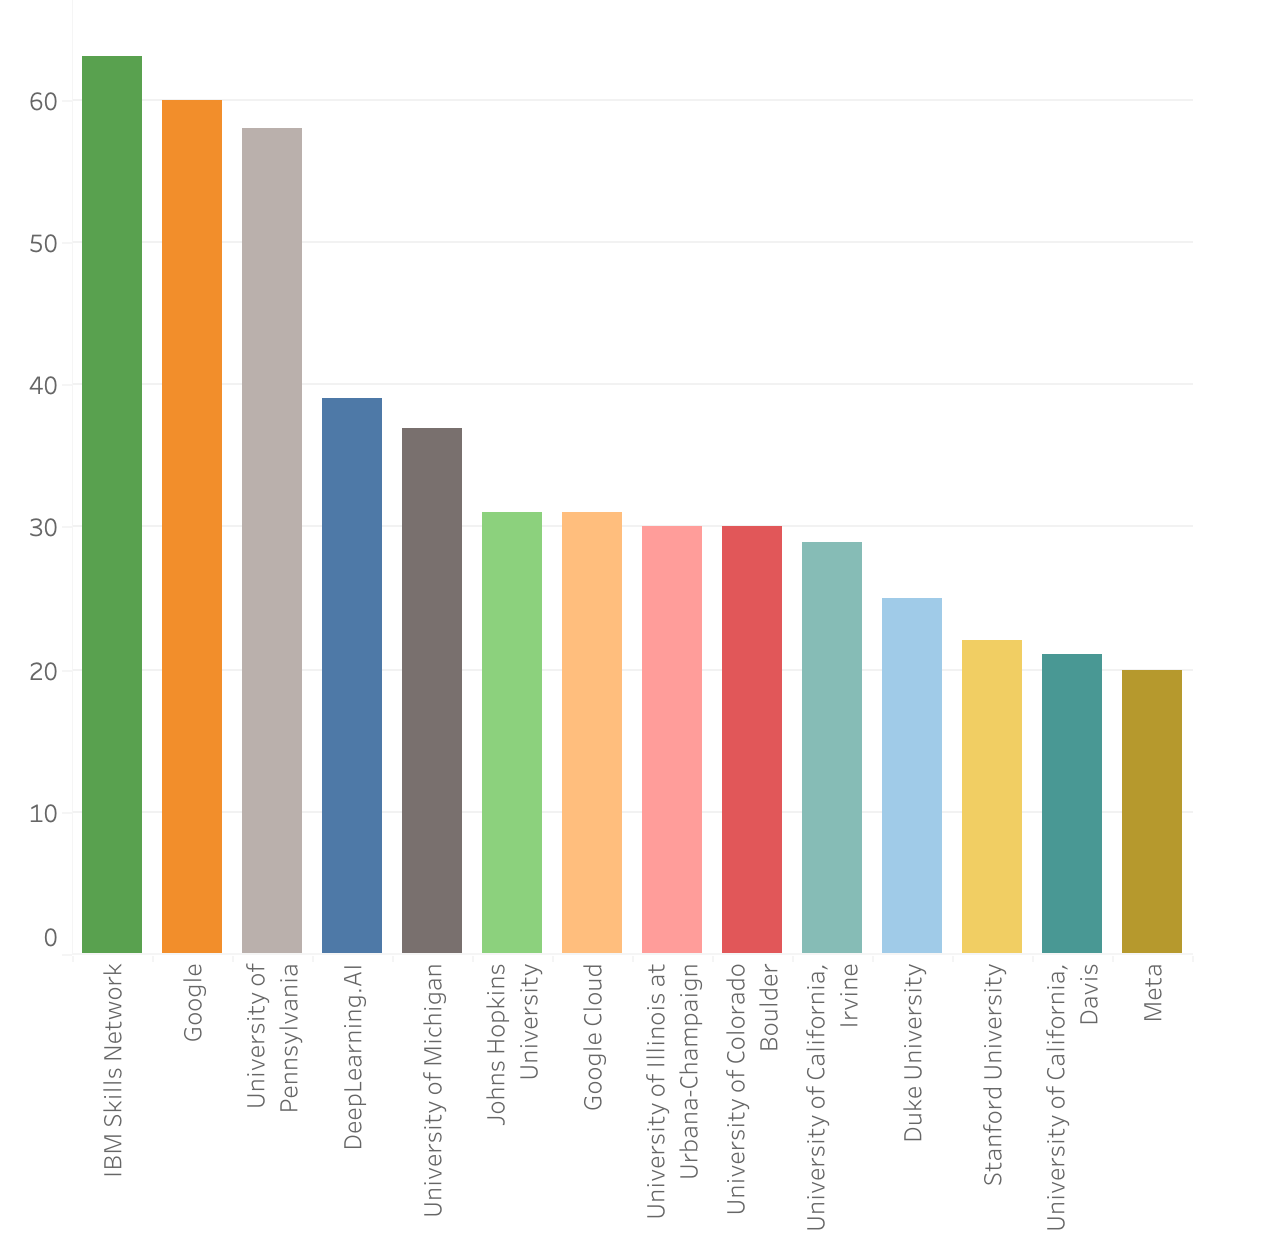 60
50
40
30
20
10
0
IBM Skills Network
Google
University of
Pennsylvania
DeepLearning.AI
University of Michigan
Johns Hopkins
University
Google Cloud
University of Illinois at
Urbana-Champaign
University of Colorado
Boulder
University of California,
Irvine
Duke University
Stanford University
University of California,
Davis
Meta